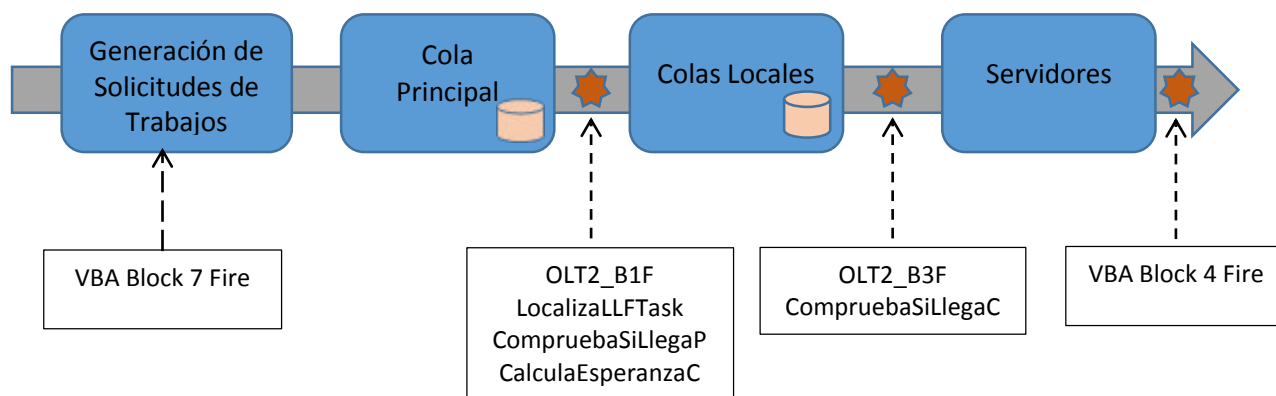 Generación de
Solicitudes de
Trabajos
Cola
Principal
Colas Locales
Servidores
VBA Block 7 Fire
OLT2_B1F
LocalizaLLFTask
CompruebaSiLlegaP
CalculaEsperanzaC
OLT2_B3F
CompruebaSiLlegaC
VBA Block 4 Fire